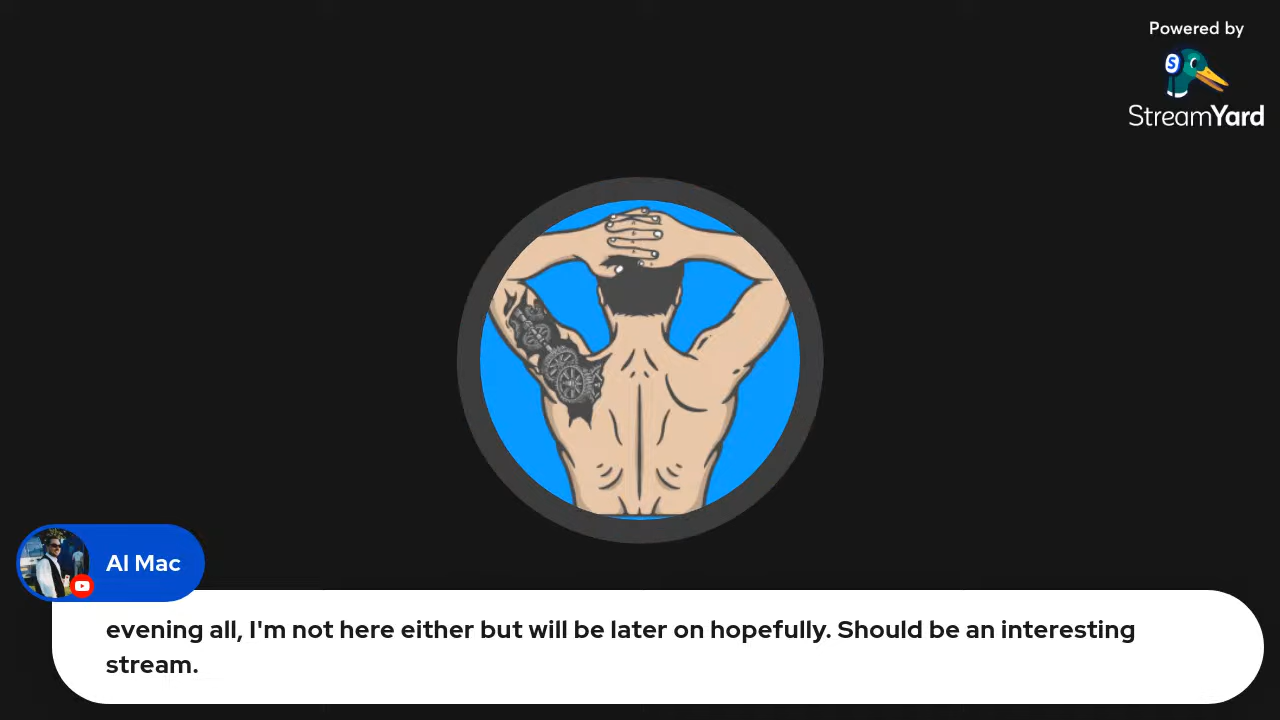 Powered by
S
StreamYard
Al Mac
evening all, I'm not here either but will be later on hopefully. Should be an interesting
stream.